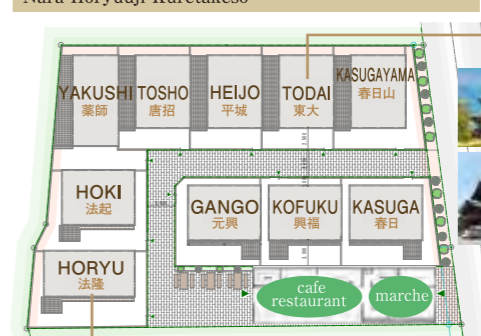 Nara Horyuuji Kuretakeso
YAKUSHI
薬師
TOSHO
唐招
HEIJO
平城
TODAI
東大
KASUGAYAMA
春日山
HOKI
法起
GANGO
元興
KOFUKU
興福
KASUGA
春日
HORYU
法隆
cafe
restaurant
marche